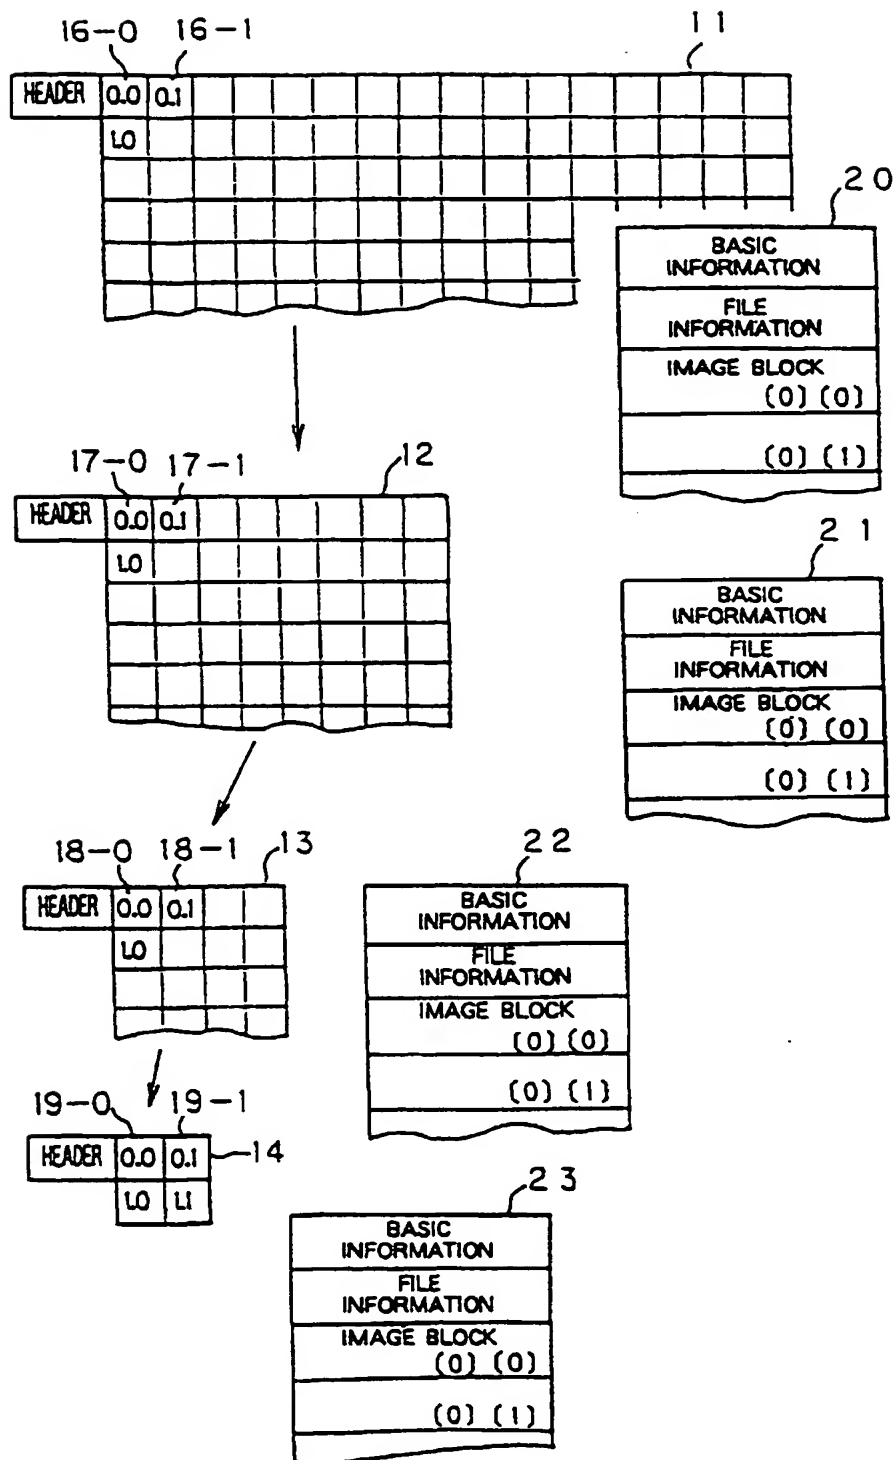 16-0 16-1 11
HEADER 0.0 0.1
1.0
20
BASIC
INFORMATION
FILE
INFORMATION
IMAGE BLOCK
(0) (0)
(0) (1)
17-0 17-1 12
HEADER 0.0 0.1
1.0
21
BASIC
INFORMATION
FILE
INFORMATION
IMAGE BLOCK
(0) (0)
(0) (1)
18-0 18-1 13
HEADER 0.0 0.1
1.0
22
BASIC
INFORMATION
FILE
INFORMATION
IMAGE BLOCK
(0) (0)
(0) (1)
19-0 19-1
HEADER 0.0 0.1 14
1.0 1.1
23
BASIC
INFORMATION
FILE
INFORMATION
IMAGE BLOCK
(0) (0)
(0) (1)